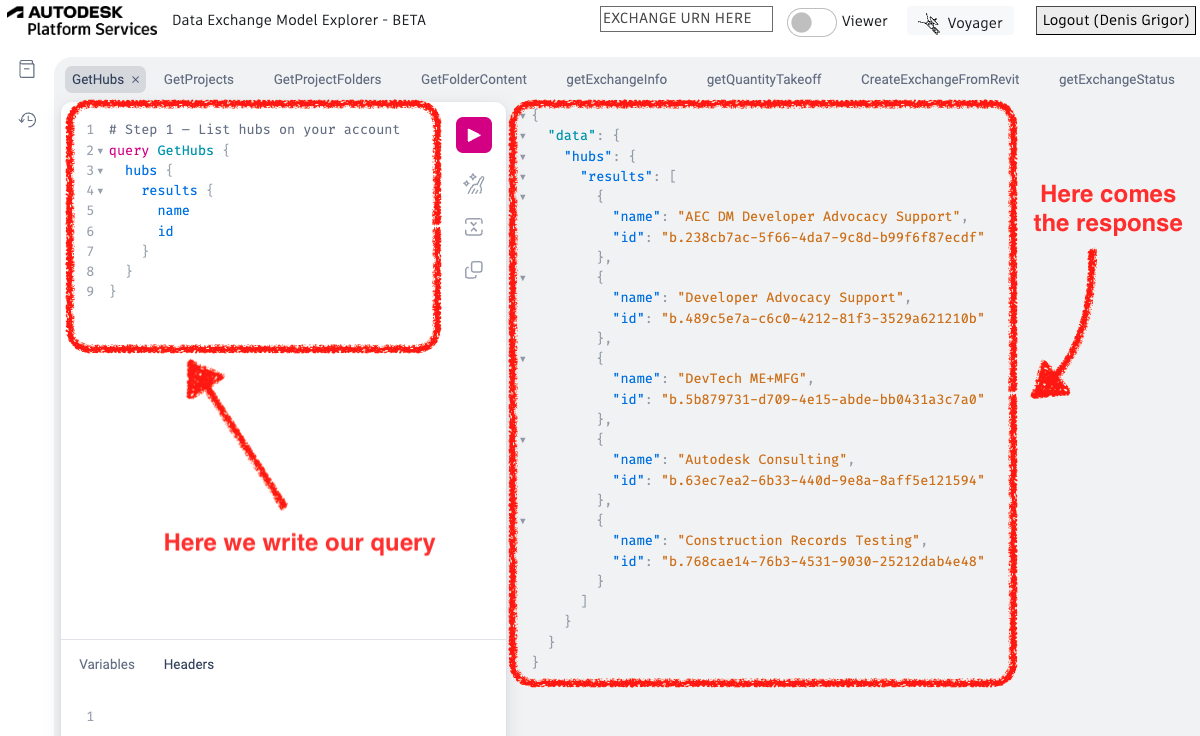 AUTODESK
Platform Services
Data Exchange Model Explorer - BETA
EXCHANGE URN HERE
Viewer
Voyager
Logout (Denis Grigor)
GetHubs ×
GetProjects
GetProjectFolders
GetFolderContent
getExchangeInfo
getQuantityTakeoff
CreateExchangeFromRevit
getExchangeStatus
1 # Step 1 – List hubs on your account
2 query GetHubs {
3 hubs {
4 results {
5 name
6 id
7 }
8 }
9 }
Here we write our query
Variables
Headers
1
{
"data": {
"hubs": {
"results": [
{
"name": "AEC DM Developer Advocacy Support",
"id": "b.238cb7ac-5f66-4da7-9c8d-b99f6f87ecdf"
},
{
"name": "Developer Advocacy Support",
"id": "b.489c5e7a-c6c0-4212-81f3-3529a621210b"
},
{
"name": "DevTech ME+MFG",
"id": "b.5b879731-d709-4e15-abde-bb0431a3c7a0"
},
{
"name": "Autodesk Consulting",
"id": "b.63ec7ea2-6b33-440d-9e8a-8aff5e121594"
},
{
"name": "Construction Records Testing",
"id": "b.768cae14-76b3-4531-9030-25212dab4e48"
}
]
}
}
}
Here comes
the response